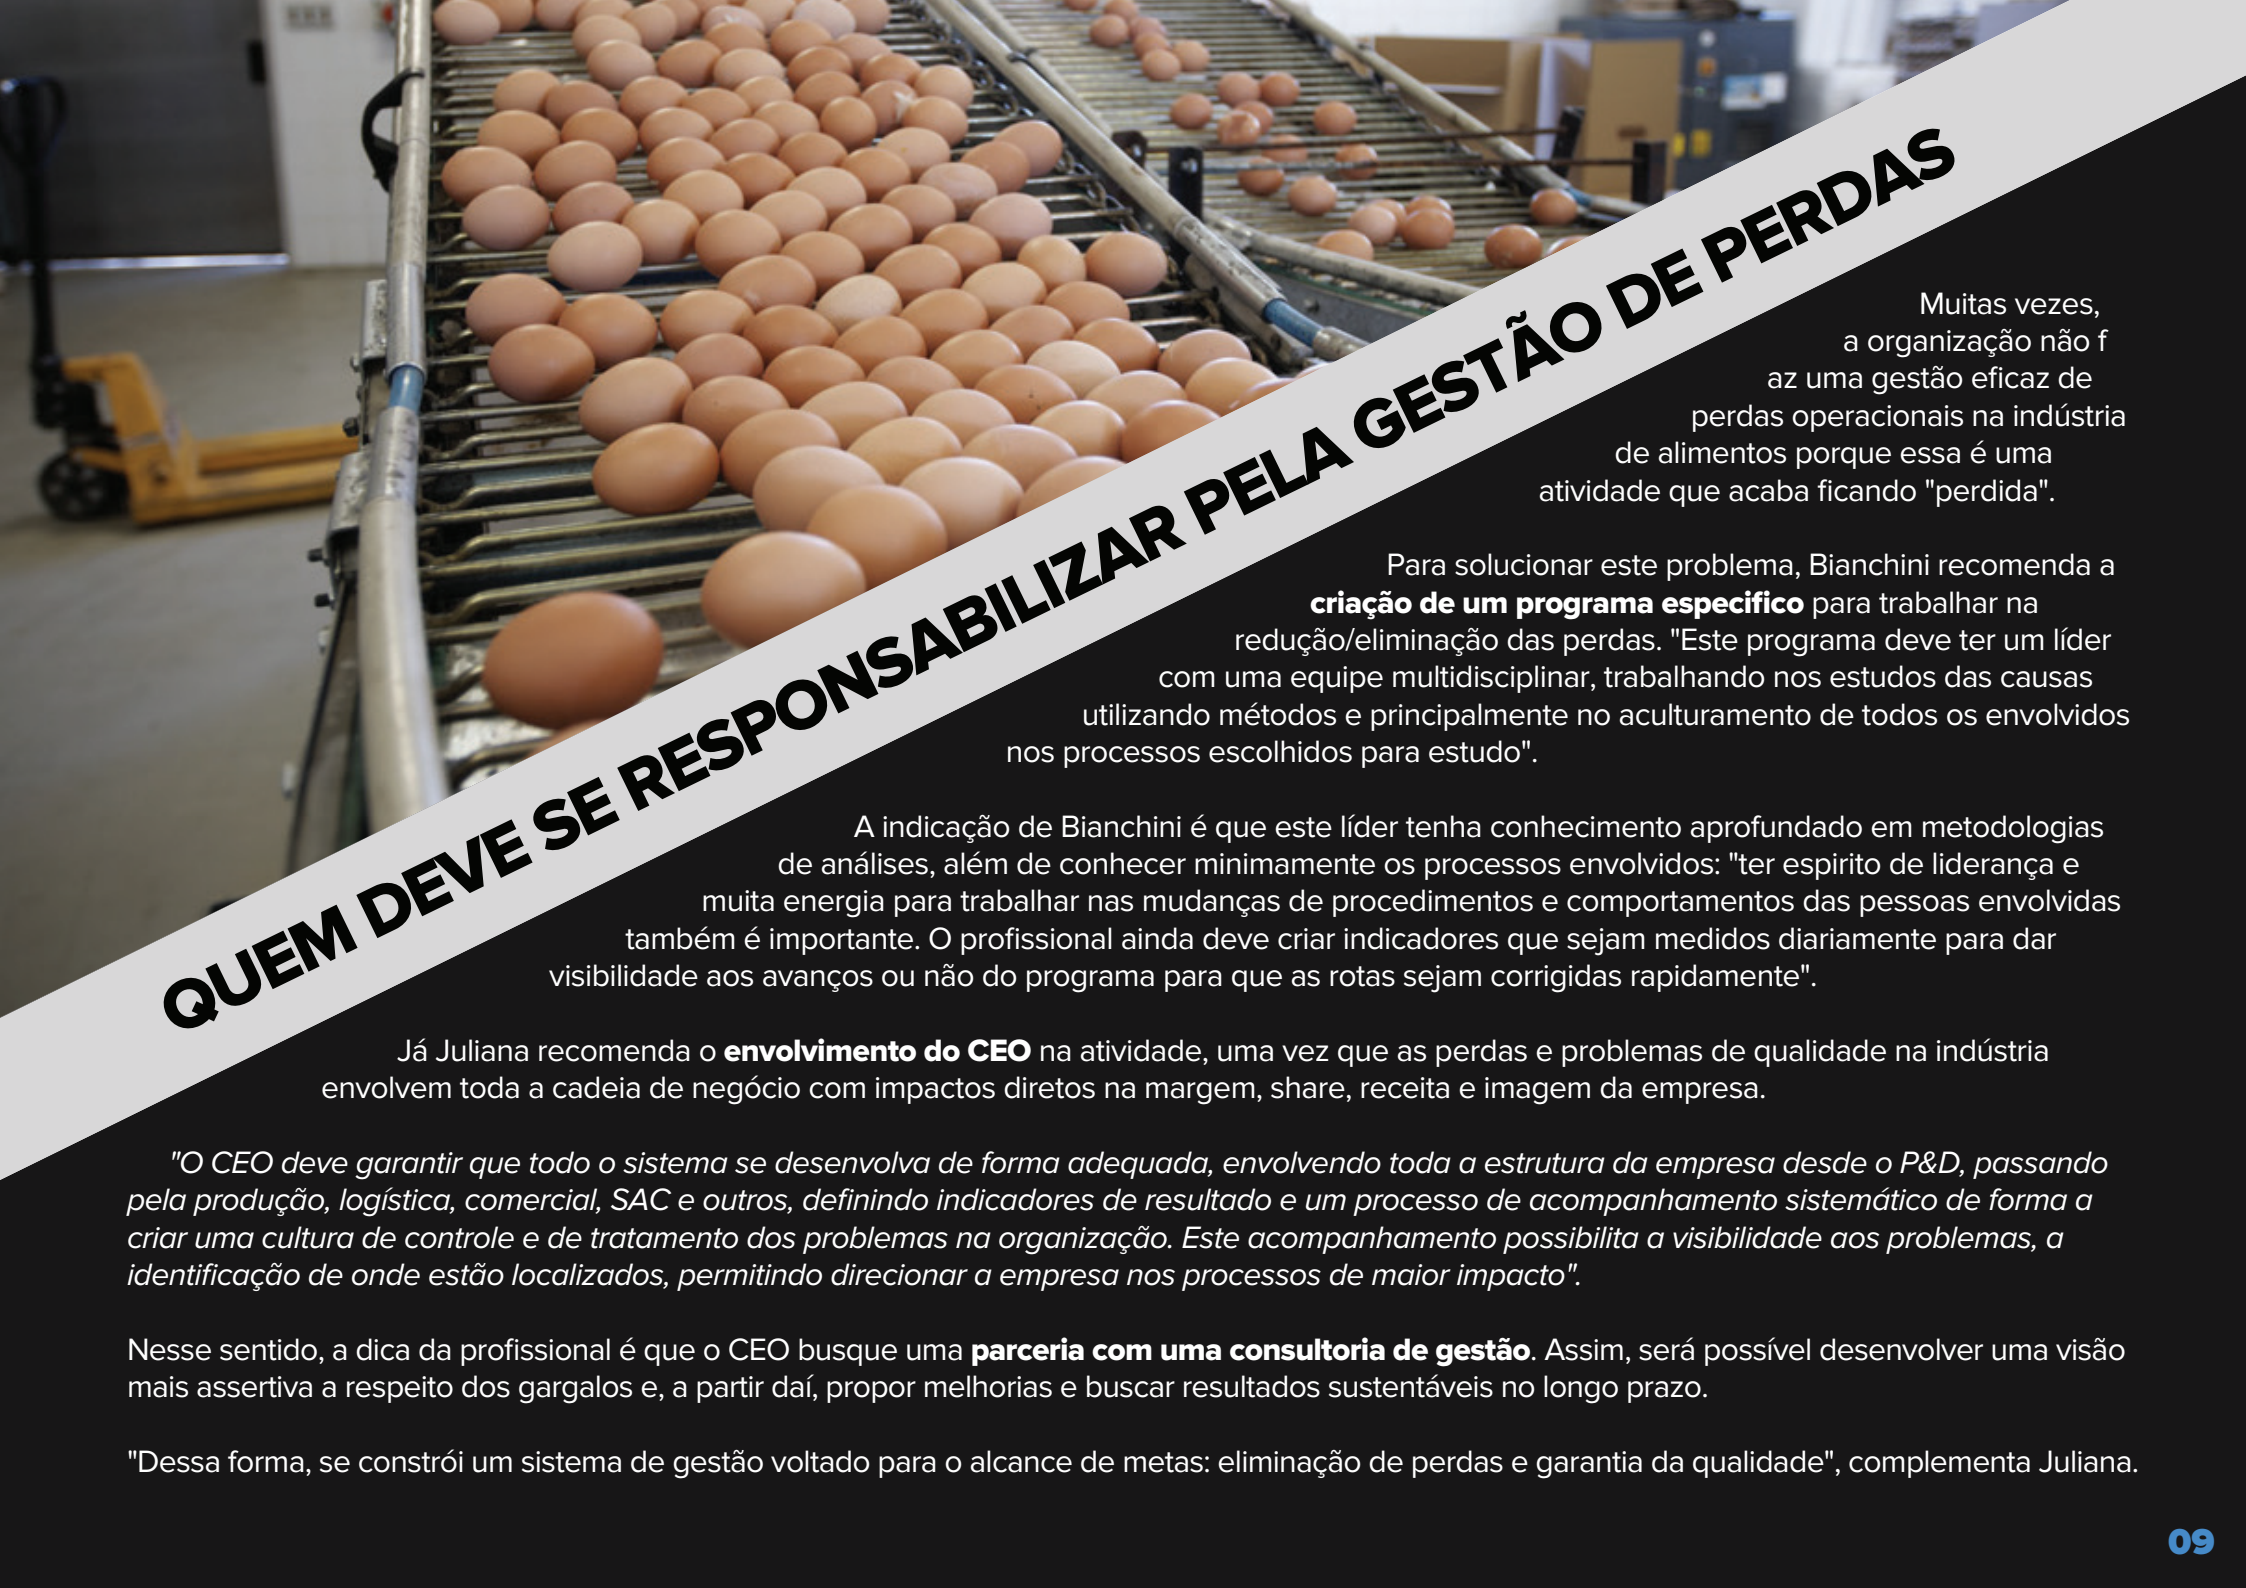 QUEM DEVE SE RESPONSABILIZAR PELA GESTÃO DE PERDAS
Muitas vezes,
a organização não f
az uma gestão eficaz de
perdas operacionais na indústria
de alimentos porque essa é uma
atividade que acaba ficando "perdida".
Para solucionar este problema, Bianchini recomenda a
criação de um programa especifico para trabalhar na
redução/eliminação das perdas. "Este programa deve ter um líder
com uma equipe multidisciplinar, trabalhando nos estudos das causas
utilizando métodos e principalmente no aculturamento de todos os envolvidos
nos processos escolhidos para estudo".
A indicação de Bianchini é que este líder tenha conhecimento aprofundado em metodologias
de análises, além de conhecer minimamente os processos envolvidos: "ter espirito de liderança e
muita energia para trabalhar nas mudanças de procedimentos e comportamentos das pessoas envolvidas
também é importante. O profissional ainda deve criar indicadores que sejam medidos diariamente para dar
visibilidade aos avanços ou não do programa para que as rotas sejam corrigidas rapidamente".
Já Juliana recomenda o envolvimento do CEO na atividade, uma vez que as perdas e problemas de qualidade na indústria
envolvem toda a cadeia de negócio com impactos diretos na margem, share, receita e imagem da empresa.
"O CEO deve garantir que todo o sistema se desenvolva de forma adequada, envolvendo toda a estrutura da empresa desde o P&D, passando
pela produção, logística, comercial, SAC e outros, definindo indicadores de resultado e um processo de acompanhamento sistemático de forma a
criar uma cultura de controle e de tratamento dos problemas na organização. Este acompanhamento possibilita a visibilidade aos problemas, a
identificação de onde estão localizados, permitindo direcionar a empresa nos processos de maior impacto".
Nesse sentido, a dica da profissional é que o CEO busque uma parceria com uma consultoria de gestão. Assim, será possível desenvolver uma visão
mais assertiva a respeito dos gargalos e, a partir daí, propor melhorias e buscar resultados sustentáveis no longo prazo.
"Dessa forma, se constrói um sistema de gestão voltado para o alcance de metas: eliminação de perdas e garantia da qualidade", complementa Juliana.
09